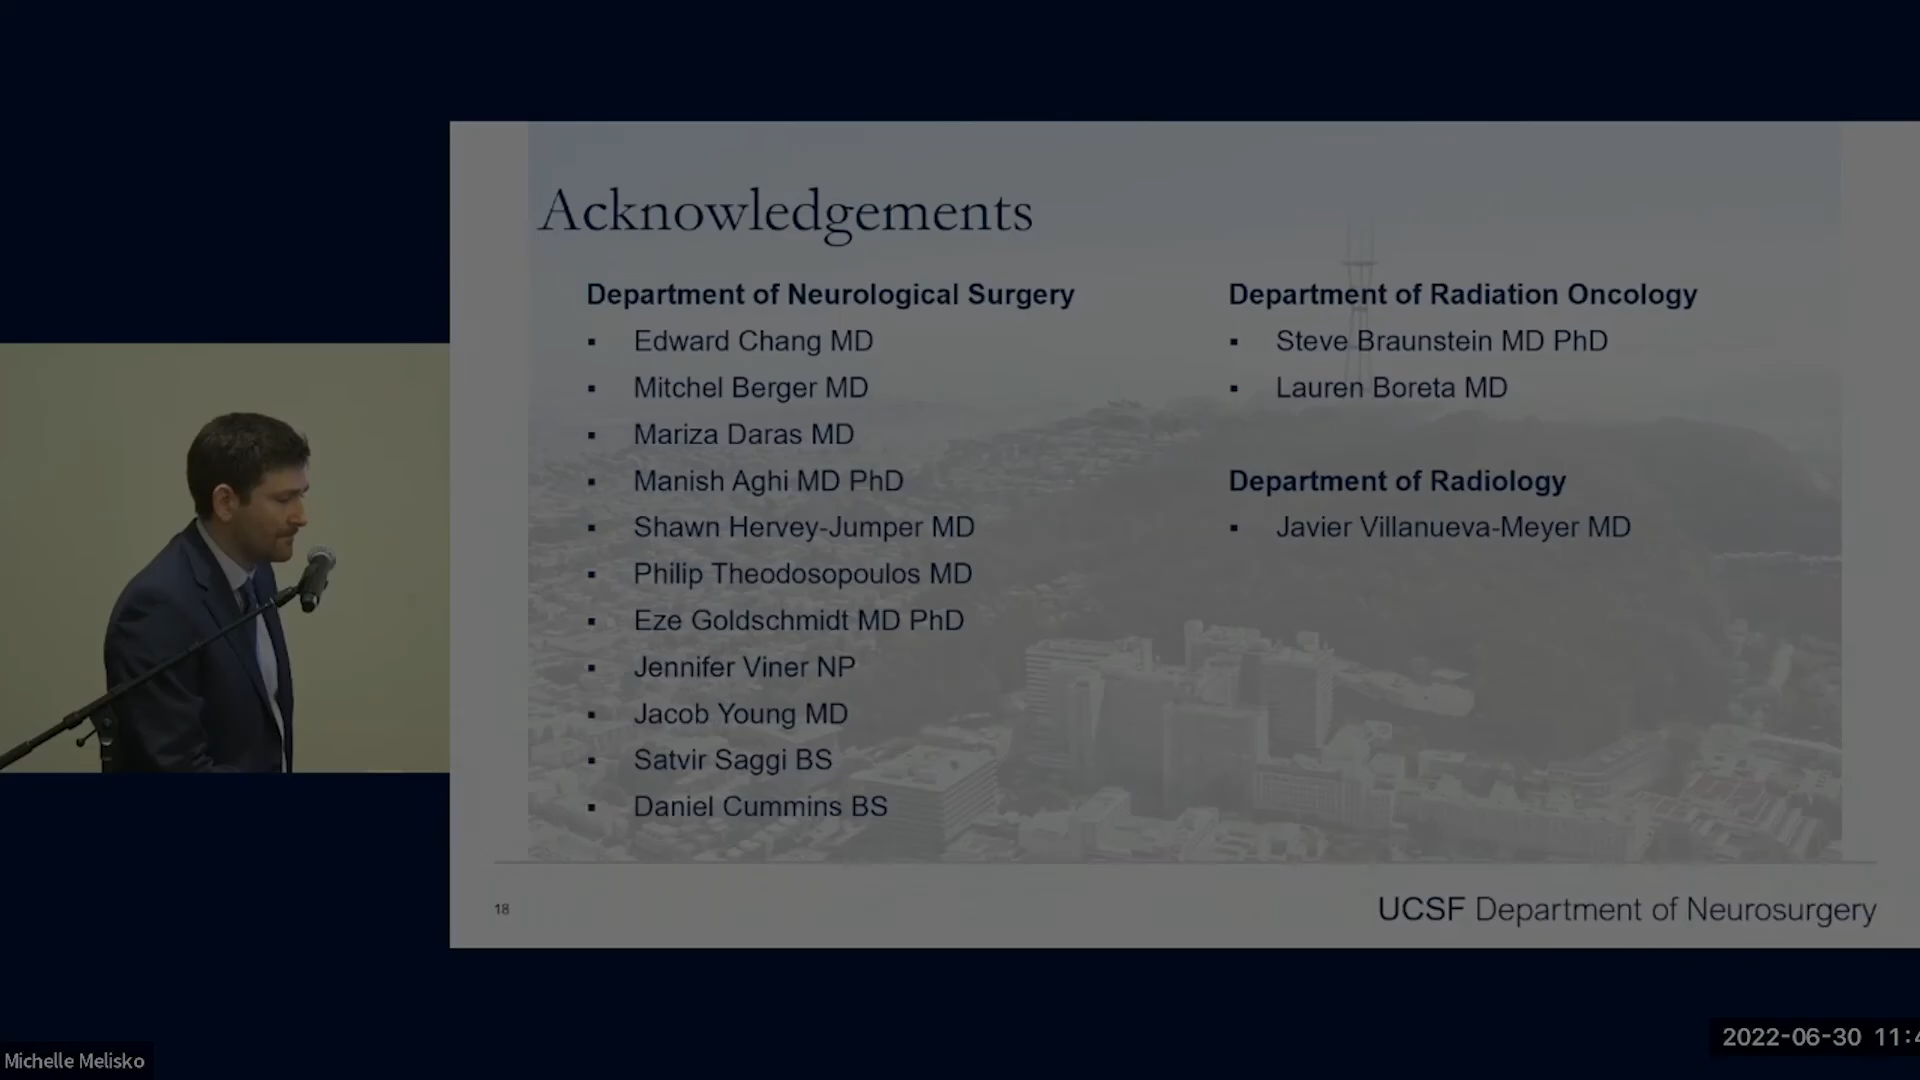 Acknowledgements
Department of Neurological Surgery
▪ Edward Chang MD
▪ Mitchel Berger MD
▪ Mariza Daras MD
▪ Manish Aghi MD PhD
▪ Shawn Hervey-Jumper MD
▪ Philip Theodosopoulos MD
▪ Eze Goldschmidt MD PhD
▪ Jennifer Viner NP
▪ Jacob Young MD
▪ Satvir Saggi BS
▪ Daniel Cummins BS
Department of Radiation Oncology
▪ Steve Braunstein MD PhD
▪ Lauren Boreta MD
Department of Radiology
▪ Javier Villanueva-Meyer MD
18
UCSF Department of Neurosurgery
Michelle Melisko
2022-06-30 11:4